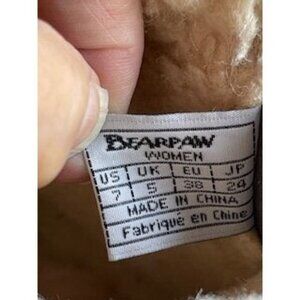 BEARPAW
WOMEN
US UK EU JP
7 5 38 24
MADE IN CHINA
Fabriqué en Chine